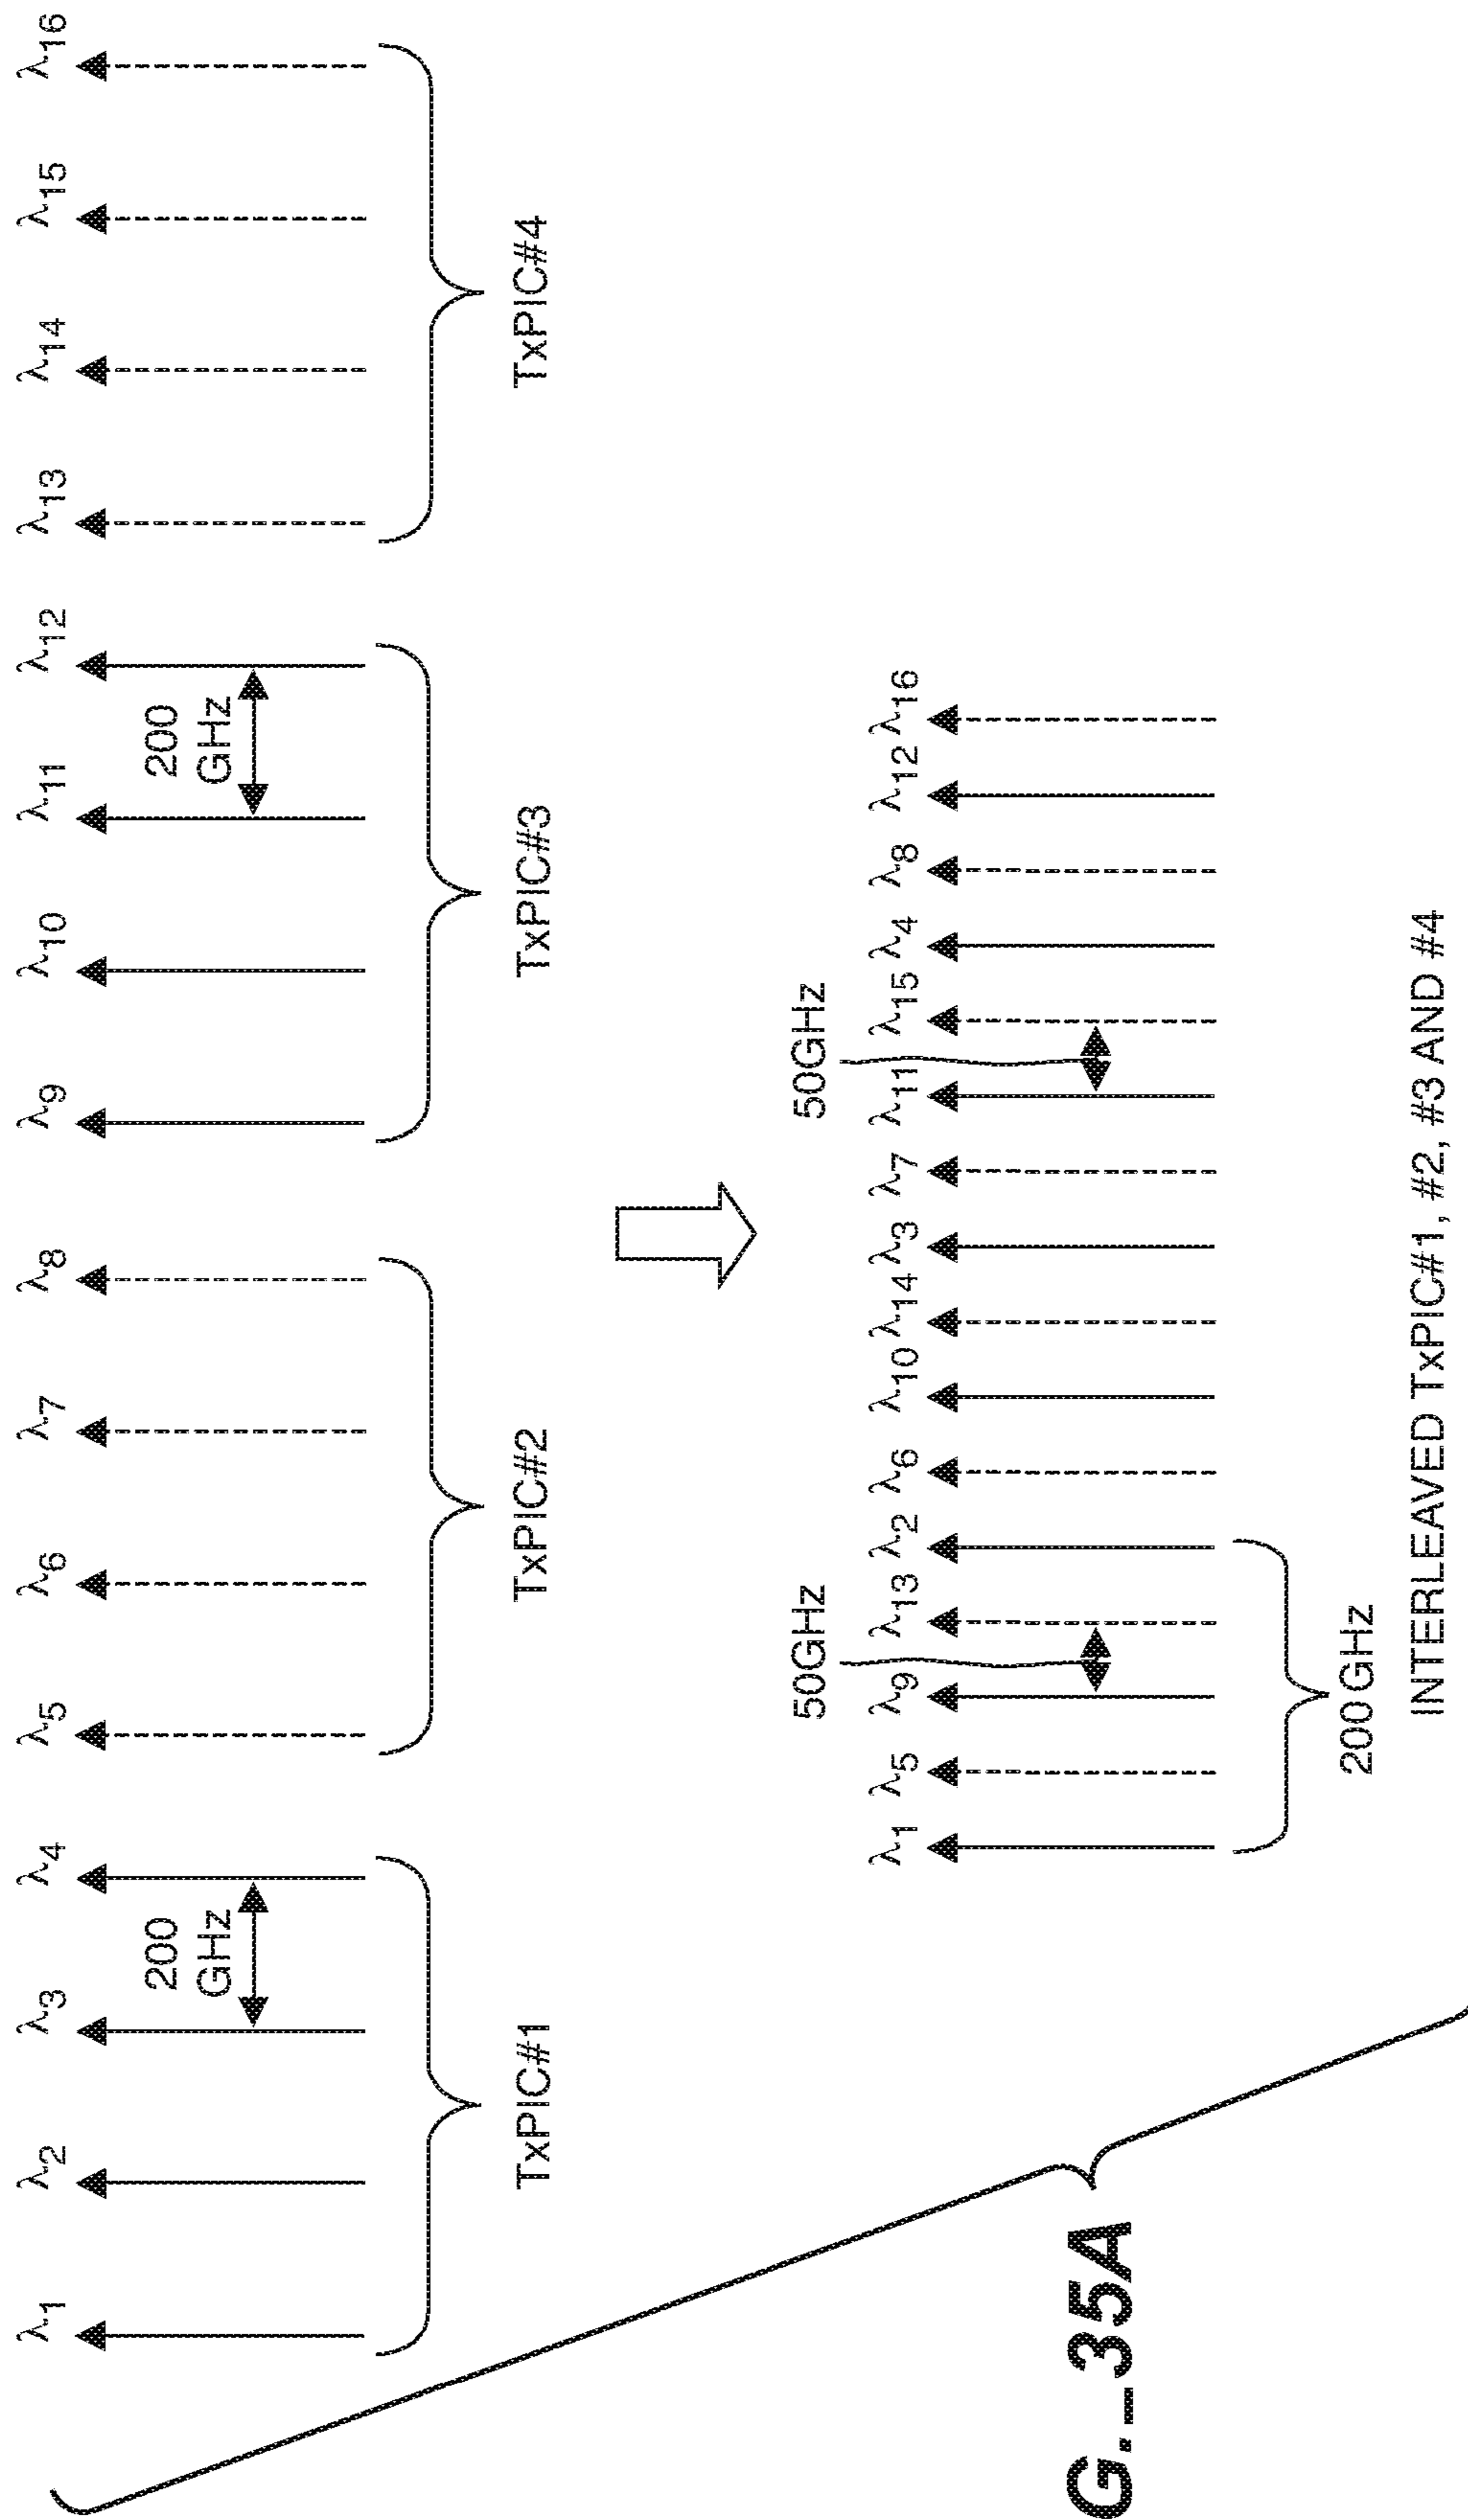 λ1 λ2 λ3 λ4 λ5 λ6 λ7 λ8 λ9 λ10 λ11 λ12 λ13 λ14 λ15 λ16
200
GHz
200
GHz
TxPIC#1 TxPIC#2 TxPIC#3 TxPIC#4
50GHz 50GHz
λ1 λ5 λ9 λ13 λ2 λ6 λ10 λ14 λ3 λ7 λ11 λ15 λ4 λ8 λ12 λ16
200 GHz
INTERLEAVED TxPIC#1, #2, #3 AND #4
G._35A